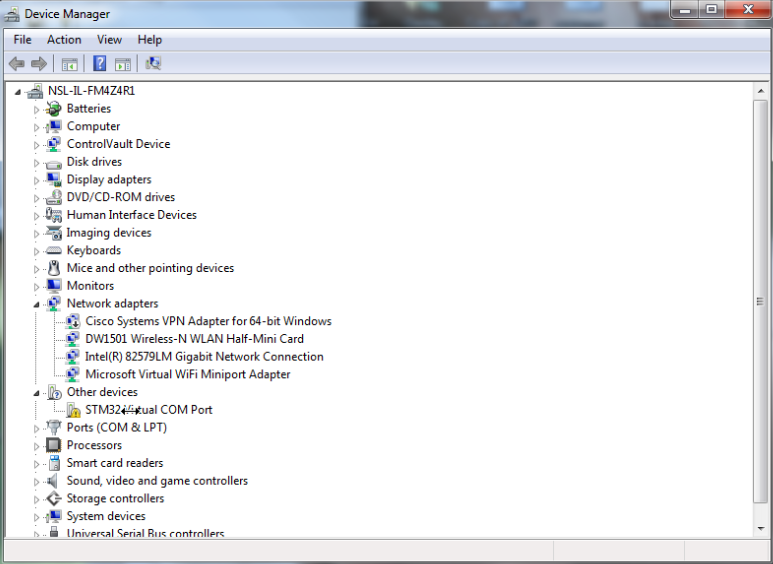 Device Manager
File Action View Help
NSL-IL-FM4Z4R1
Batteries
Computer
ControlVault Device
Disk drives
Display adapters
DVD/CD-ROM drives
Human Interface Devices
Imaging devices
Keyboards
Mice and other pointing devices
Monitors
Network adapters
Cisco Systems VPN Adapter for 64-bit Windows
DW1501 Wireless-N WLAN Half-Mini Card
Intel(R) 82579LM Gigabit Network Connection
Microsoft Virtual WiFi Miniport Adapter
Other devices
STM32 Virtual COM Port
Ports (COM & LPT)
Processors
Smart card readers
Sound, video and game controllers
Storage controllers
System devices
Universal Serial Bus controllers